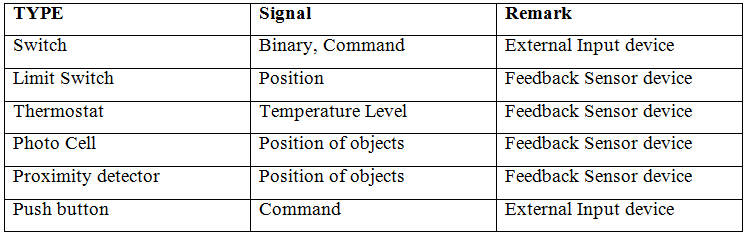 TYPE Signal Remark
Switch Binary, Command External Input device
Limit Switch Position Feedback Sensor device
Thermostat Temperature Level Feedback Sensor device
Photo Cell Position of objects Feedback Sensor device
Proximity detector Position of objects Feedback Sensor device
Push button Command External Input device